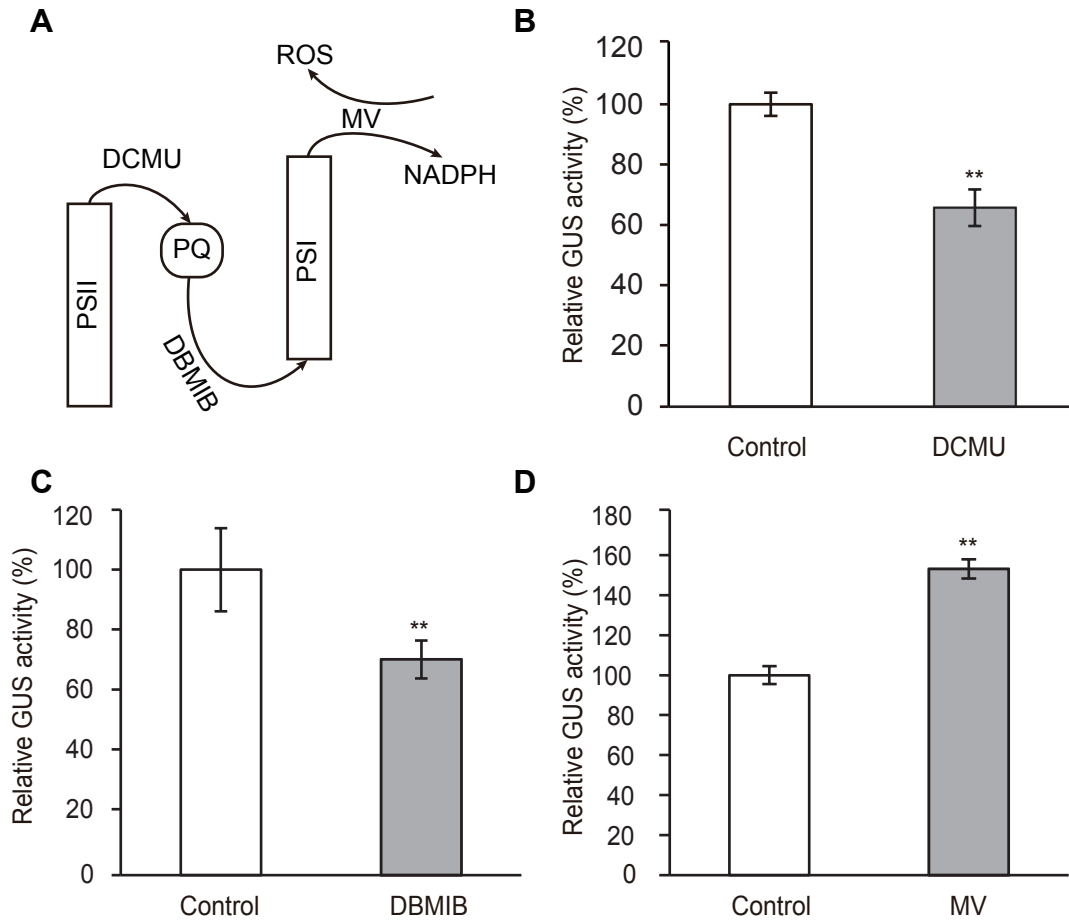 A
ROS
MV
NADPH
DCMU
PQ
PSII
PSI
DBMIB
B
Relative GUS activity (%)
120
100
80
60
40
20
0
**
Control
DCMU
C
Relative GUS activity (%)
120
100
80
60
40
20
0
**
Control
DBMIB
D
Relative GUS activity (%)
180
160
140
120
100
80
60
40
20
0
**
Control
MV